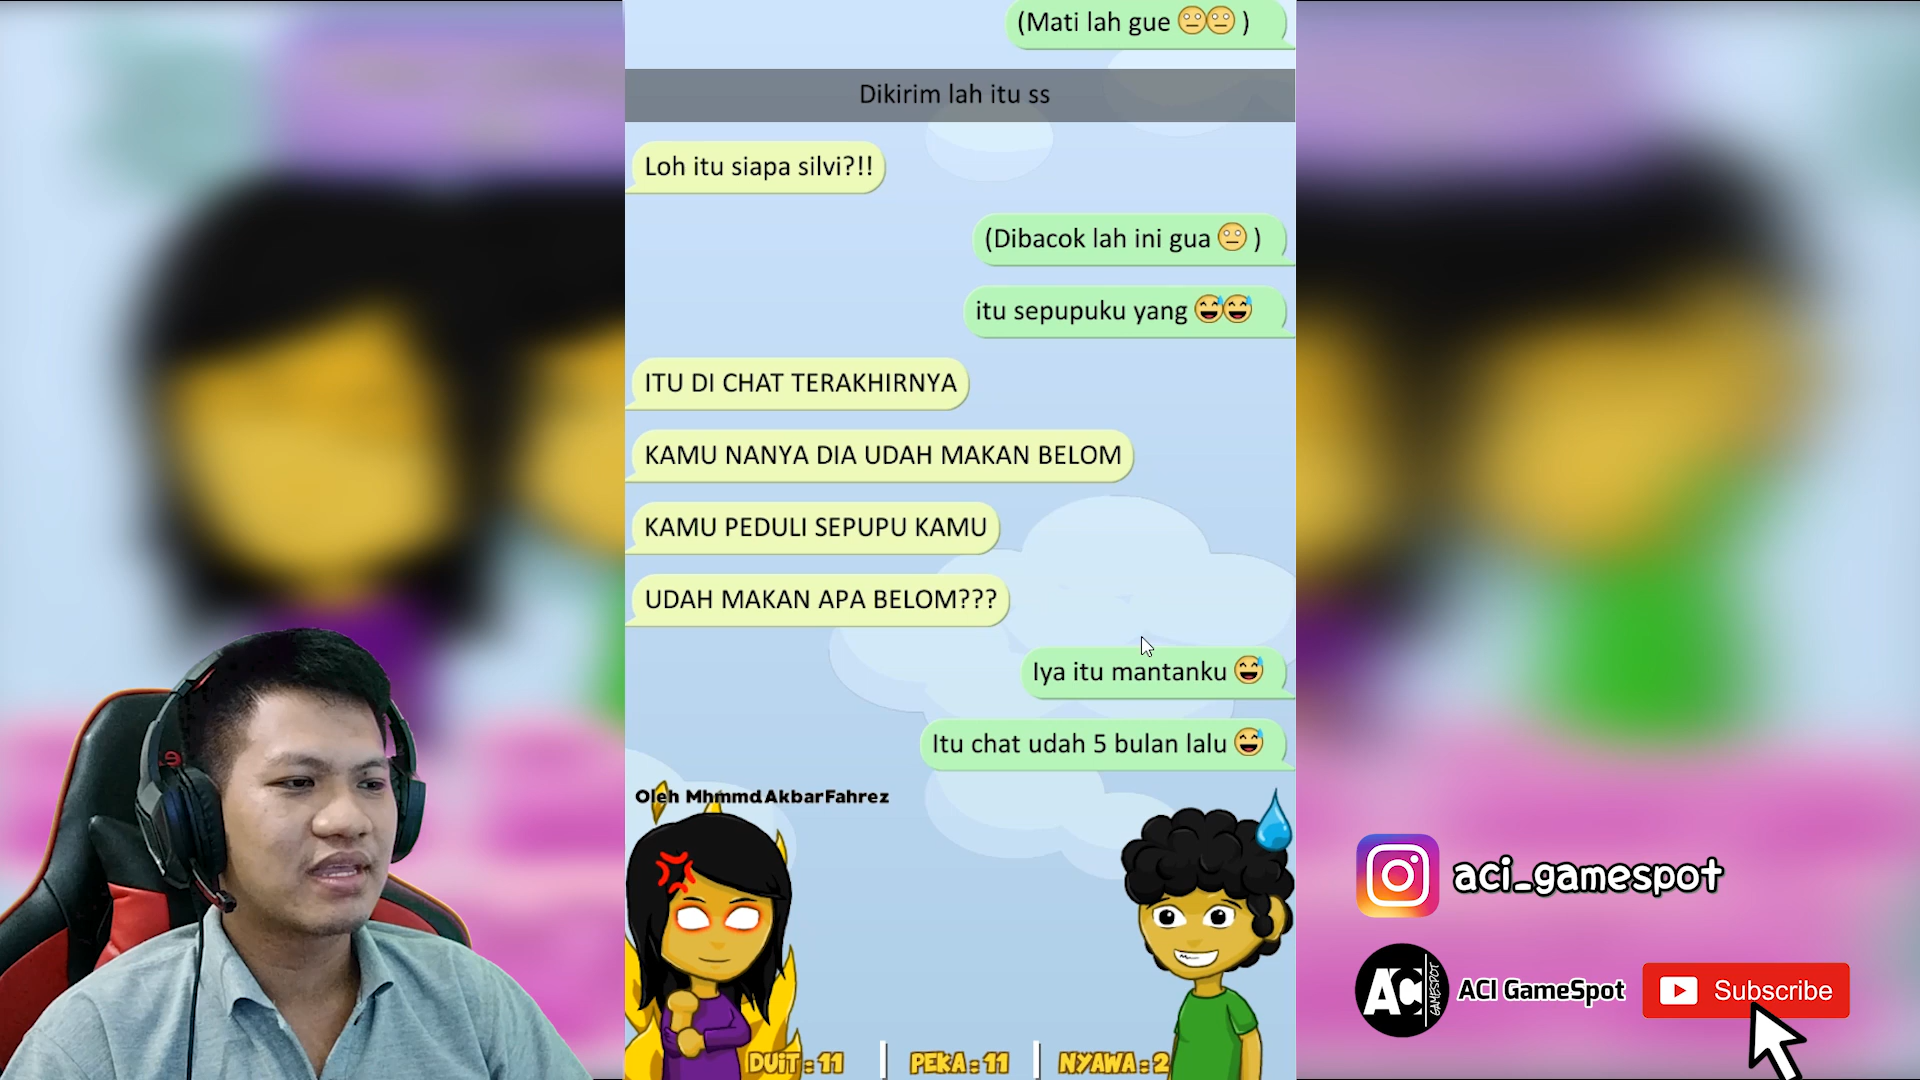 (Mati lah gue 😐😐 )
Dikirim lah itu ss
Loh itu siapa silvi?!!
(Dibacok lah ini gua 😐 )
itu sepupuku yang 😅😅
ITU DI CHAT TERAKHIRNYA
KAMU NANYA DIA UDAH MAKAN BELOM
KAMU PEDULI SEPUPU KAMU
UDAH MAKAN APA BELOM???
Iya itu mantanku 😅
Itu chat udah 5 bulan lalu 😅
Oleh MhmmdAkbarFahrez
DUIT : 11 | PEKA : 11 | NYAWA : 2
aci_gamespot
AC GAMESPOT
ACI GameSpot
Subscribe